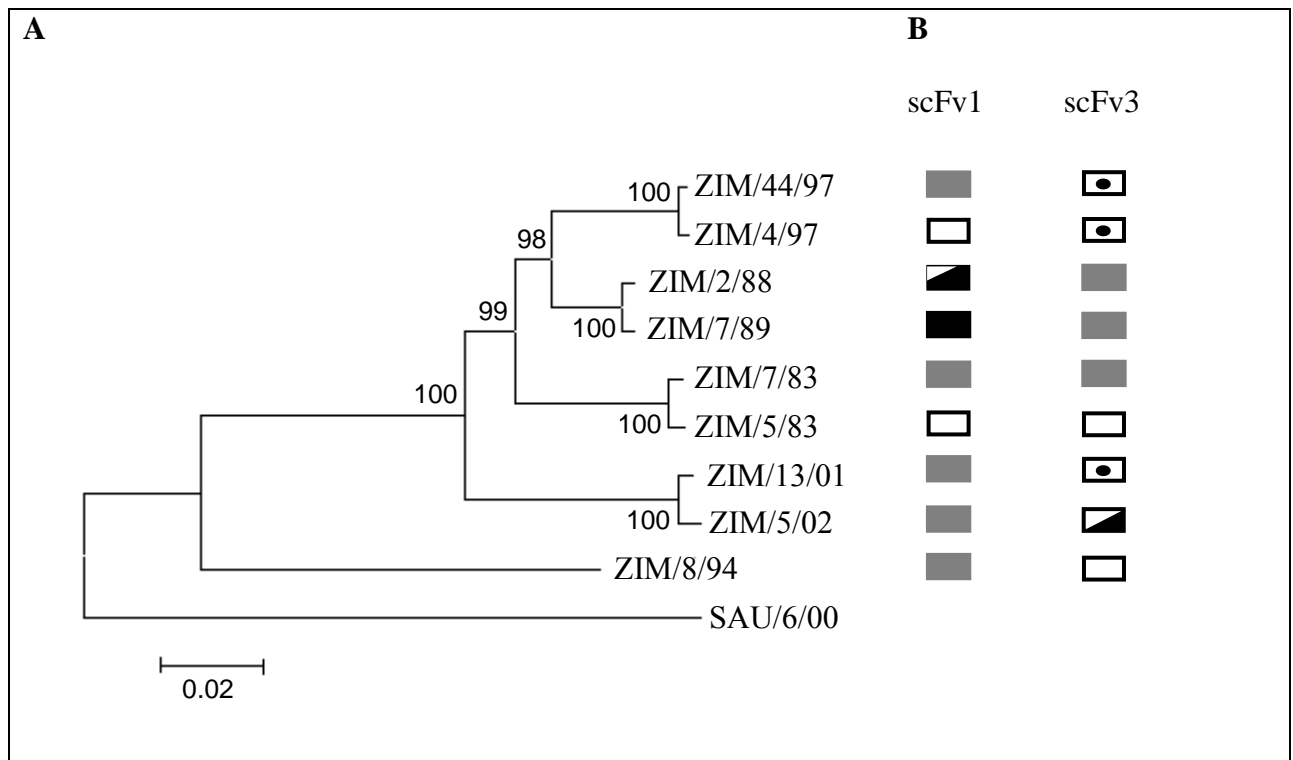 A B
scFv1 scFv3
100 ZIM/44/97
ZIM/4/97
98
ZIM/2/88
100 ZIM/7/89
99
ZIM/7/83
100
100 ZIM/5/83
ZIM/13/01
100 ZIM/5/02
ZIM/8/94
SAU/6/00
0.02